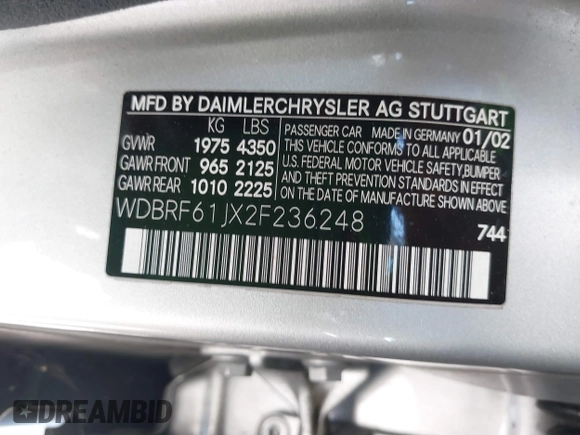 MFD BY DAIMLERCHRYSLER AG STUTTGART
KG LBS
GVWR 1975 4350
GAWR FRONT 965 2125
GAWR REAR 1010 2225
PASSENGER CAR MADE IN GERMANY 01/02
THIS VEHICLE CONFORMS TO ALL APPLICABLE
U.S. FEDERAL MOTOR VEHICLE SAFETY,BUMPER
AND THEFT PREVENTION STANDARDS IN EFFECT
ON THE DATE OF MANUFACTURE SHOWN ABOVE
WDBRF61JX2F236248
744
DREAMBID